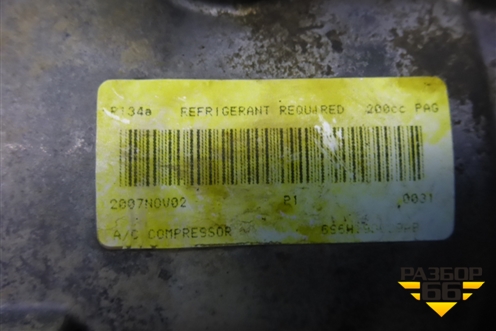 R134a REFRIGERANT REQUIRED 200cc PAG
2007NOV02 P1 0031
A/C COMPRESSOR
РАЗБОР
66